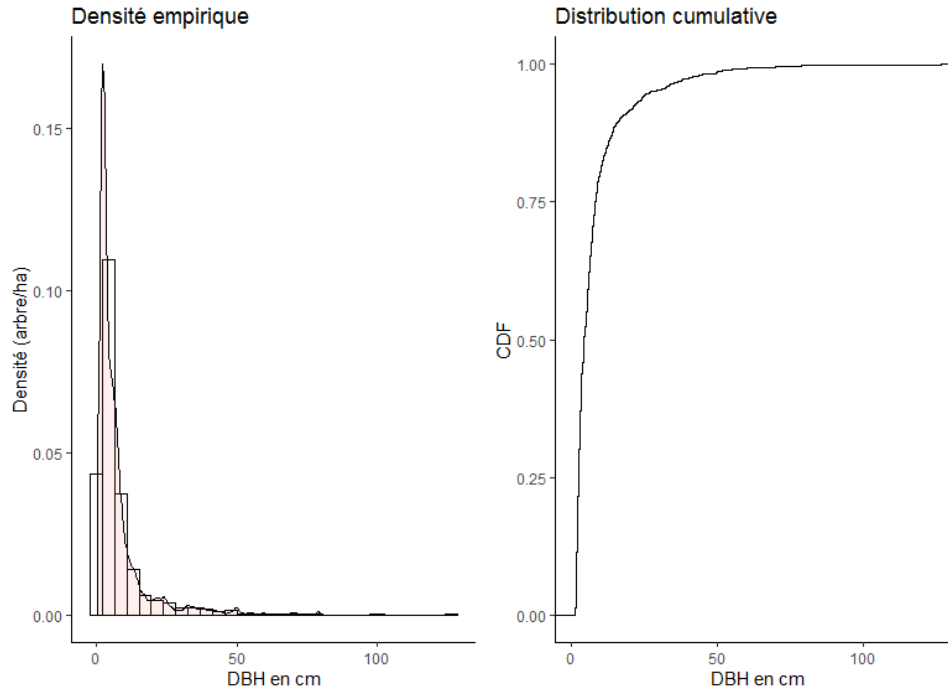 Densité empirique
Densité (arbre/ha)
0.15
0.10
0.05
0.00
0
50
100
DBH en cm
Distribution cumulative
CDF
1.00
0.75
0.50
0.25
0.00
0
50
100
DBH en cm